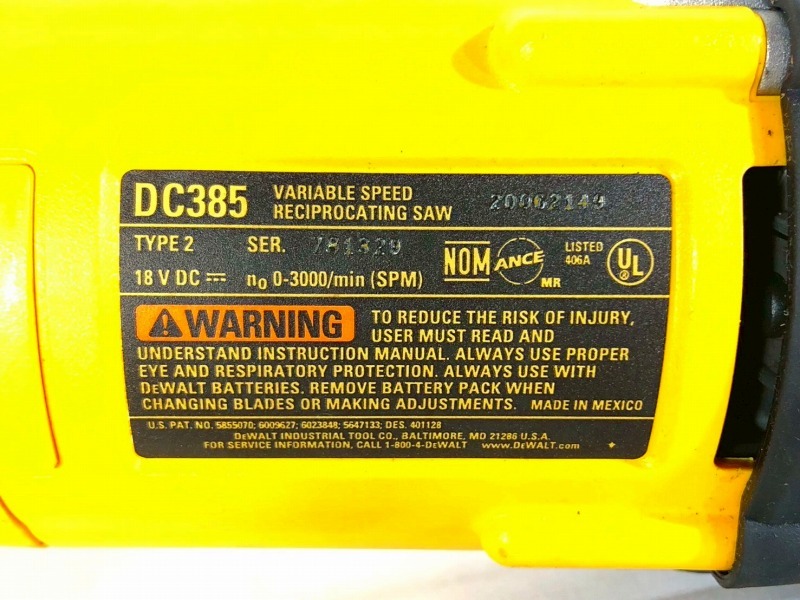 DC385 VARIABLE SPEED
RECIPROCATING SAW
TYPE 2 SER. 781329
18 V DC ⎓ n₀ 0-3000/min (SPM)
NOM
ANCE
MR
LISTED
406A
UL
®
⚠WARNING TO REDUCE THE RISK OF INJURY,
USER MUST READ AND
UNDERSTAND INSTRUCTION MANUAL. ALWAYS USE PROPER
EYE AND RESPIRATORY PROTECTION. ALWAYS USE WITH
DEWALT BATTERIES. REMOVE BATTERY PACK WHEN
CHANGING BLADES OR MAKING ADJUSTMENTS. MADE IN MEXICO
U.S. PAT. NO. 5855070; 6009627; 6023848; 5647133; DES. 401128
DEWALT INDUSTRIAL TOOL CO., BALTIMORE, MD 21286 U.S.A.
FOR SERVICE INFORMATION, CALL 1-800-4-DEWALT www.DEWALT.com